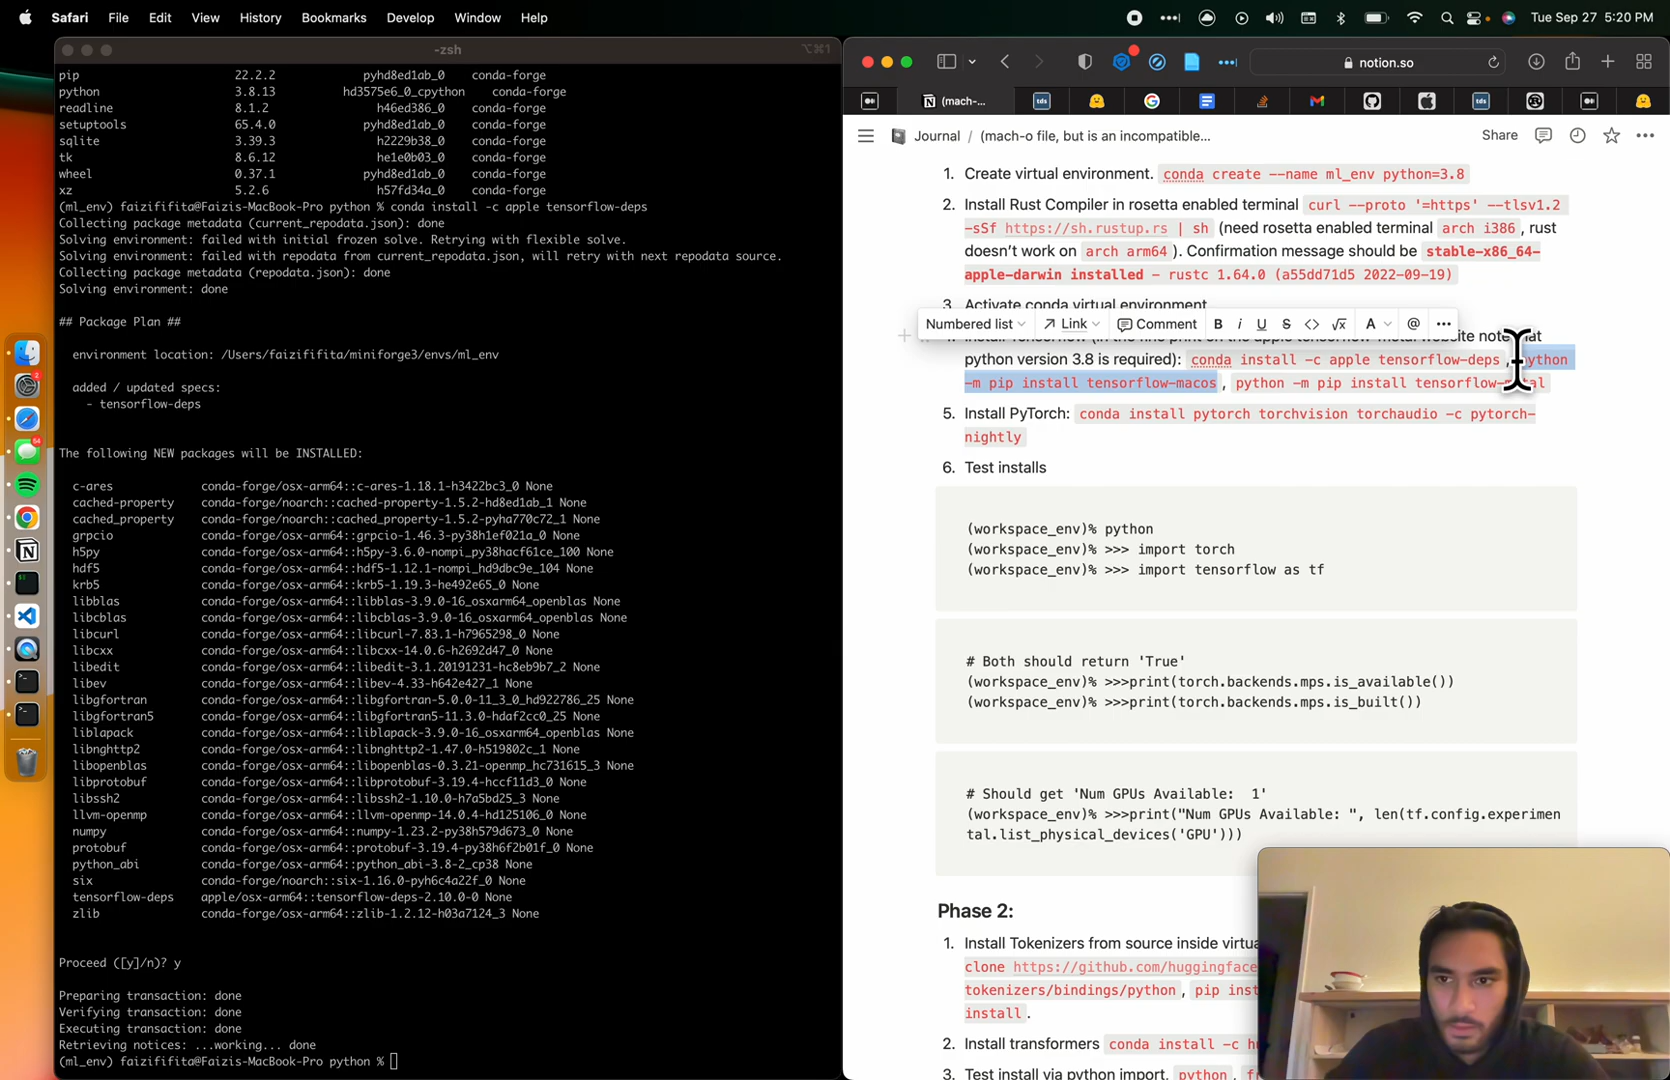 Safari File Edit View History Bookmarks Develop Window Help
Tue Sep 27 5:20 PM
-zsh
⌥⌘1
pip 22.2.2 pyhd8ed1ab_0 conda-forge
python 3.8.13 hd3575e6_0_cpython conda-forge
readline 8.1.2 h46ed386_0 conda-forge
setuptools 65.4.0 pyhd8ed1ab_0 conda-forge
sqlite 3.39.3 h2229b38_0 conda-forge
tk 8.6.12 he1e0b03_0 conda-forge
wheel 0.37.1 pyhd8ed1ab_0 conda-forge
xz 5.2.6 h57fd34a_0 conda-forge
(ml_env) faizififita@Faizis-MacBook-Pro python % conda install -c apple tensorflow-deps
Collecting package metadata (current_repodata.json): done
Solving environment: failed with initial frozen solve. Retrying with flexible solve.
Solving environment: failed with repodata from current_repodata.json, will retry with next repodata source.
Collecting package metadata (repodata.json): done
Solving environment: done
## Package Plan ##
environment location: /Users/faizififita/miniforge3/envs/ml_env
added / updated specs:
- tensorflow-deps
The following NEW packages will be INSTALLED:
c-ares conda-forge/osx-arm64::c-ares-1.18.1-h3422bc3_0 None
cached-property conda-forge/noarch::cached-property-1.5.2-hd8ed1ab_1 None
cached_property conda-forge/noarch::cached_property-1.5.2-pyha770c72_1 None
grpcio conda-forge/osx-arm64::grpcio-1.46.3-py38h1ef021a_0 None
h5py conda-forge/osx-arm64::h5py-3.6.0-nompi_py38hacf61ce_100 None
hdf5 conda-forge/osx-arm64::hdf5-1.12.1-nompi_hd9dbc9e_104 None
krb5 conda-forge/osx-arm64::krb5-1.19.3-he492e65_0 None
libblas conda-forge/osx-arm64::libblas-3.9.0-16_osxarm64_openblas None
libcblas conda-forge/osx-arm64::libcblas-3.9.0-16_osxarm64_openblas None
libcurl conda-forge/osx-arm64::libcurl-7.83.1-h7965298_0 None
libcxx conda-forge/osx-arm64::libcxx-14.0.6-h2692d47_0 None
libedit conda-forge/osx-arm64::libedit-3.1.20191231-hc8eb9b7_2 None
libev conda-forge/osx-arm64::libev-4.33-h642e427_1 None
libgfortran conda-forge/osx-arm64::libgfortran-5.0.0-11_3_0_hd922786_25 None
libgfortran5 conda-forge/osx-arm64::libgfortran5-11.3.0-hdaf2cc0_25 None
liblapack conda-forge/osx-arm64::liblapack-3.9.0-16_osxarm64_openblas None
libnghttp2 conda-forge/osx-arm64::libnghttp2-1.47.0-h519802c_1 None
libopenblas conda-forge/osx-arm64::libopenblas-0.3.21-openmp_hc731615_3 None
libprotobuf conda-forge/osx-arm64::libprotobuf-3.19.4-hccf11d3_0 None
libssh2 conda-forge/osx-arm64::libssh2-1.10.0-h7a5bd25_3 None
llvm-openmp conda-forge/osx-arm64::llvm-openmp-14.0.4-hd125106_0 None
numpy conda-forge/osx-arm64::numpy-1.23.2-py38h579d673_0 None
protobuf conda-forge/osx-arm64::protobuf-3.19.4-py38h6f2b01f_0 None
python_abi conda-forge/osx-arm64::python_abi-3.8-2_cp38 None
six conda-forge/noarch::six-1.16.0-pyh6c4a22f_0 None
tensorflow-deps apple/osx-arm64::tensorflow-deps-2.10.0-0 None
zlib conda-forge/osx-arm64::zlib-1.2.12-h03a7124_3 None
Proceed ([y]/n)? y
Preparing transaction: done
Verifying transaction: done
Executing transaction: done
Retrieving notices: ...working... done
(ml_env) faizififita@Faizis-MacBook-Pro python %
notion.so
(mach-...
Journal / (mach-o file, but is an incompatible...
Share
1. Create virtual environment. conda create --name ml_env python=3.8
2. Install Rust Compiler in rosetta enabled terminal curl --proto '=https' --tlsv1.2
-sSf https://sh.rustup.rs | sh (need rosetta enabled terminal arch i386, rust
doesn't work on arch arm64). Confirmation message should be stable-x86_64-
apple-darwin installed - rustc 1.64.0 (a55dd71d5 2022-09-19)
3. Activate conda virtual environment
Numbered list Link Comment B i U S A @
python version 3.8 is required): conda install -c apple tensorflow-deps, python
-m pip install tensorflow-macos, python -m pip install tensorflow-metal
5. Install PyTorch: conda install pytorch torchvision torchaudio -c pytorch-
nightly
6. Test installs
(workspace_env)% python
(workspace_env)% >>> import torch
(workspace_env)% >>> import tensorflow as tf
# Both should return 'True'
(workspace_env)% >>>print(torch.backends.mps.is_available())
(workspace_env)% >>>print(torch.backends.mps.is_built())
# Should get 'Num GPUs Available: 1'
(workspace_env)% >>>print("Num GPUs Available: ", len(tf.config.experimen
tal.list_physical_devices('GPU')))
Phase 2:
1. Install Tokenizers from source inside virtua
clone https://github.com/huggingface
tokenizers/bindings/python, pip inst
install.
2. Install transformers conda install -c hu
3. Test install via python import. python, f